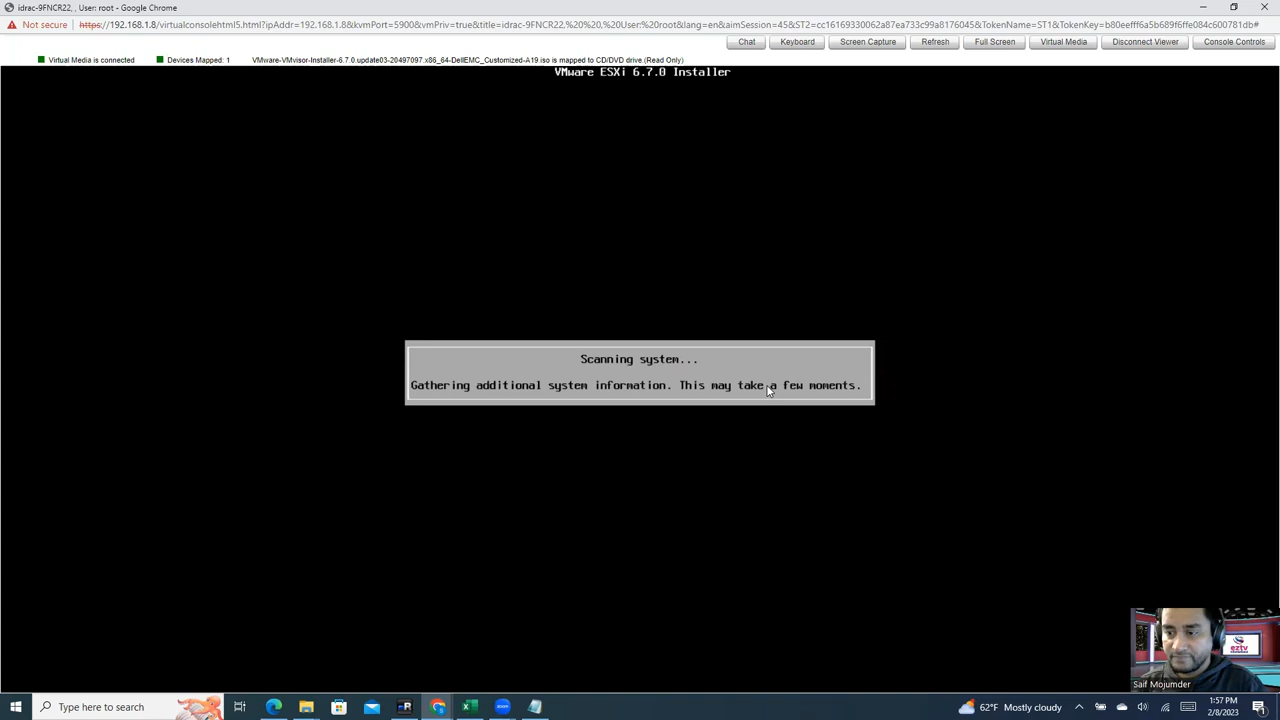 idrac-9FNCR22, , User: root - Google Chrome
Not secure | https://192.168.1.8/virtualconsolehtml5.html?ipAddr=192.168.1.8&kvmPort=5900&vmPriv=true&title=idrac-9FNCR22,%20%20,%20User:%20root&lang=en&aimSession=45&ST2=cc16169330062a87ea733c99a8176045&TokenName=ST1&TokenKey=b80eefff6a5b689f6ffe084c600781db#
Chat Keyboard Screen Capture Refresh Full Screen Virtual Media Disconnect Viewer Console Controls
Virtual Media is connected Devices Mapped: 1 VMware-VMvisor-Installer-6.7.0.update03-20497097.x86_64-DellEMC_Customized-A19.iso is mapped to CD/DVD drive (Read Only)
VMware ESXi 6.7.0 Installer
Scanning system...
Gathering additional system information. This may take a few moments.
eztv
Saif Mojumder
Type here to search
62°F Mostly cloudy
1:57 PM
2/8/2023